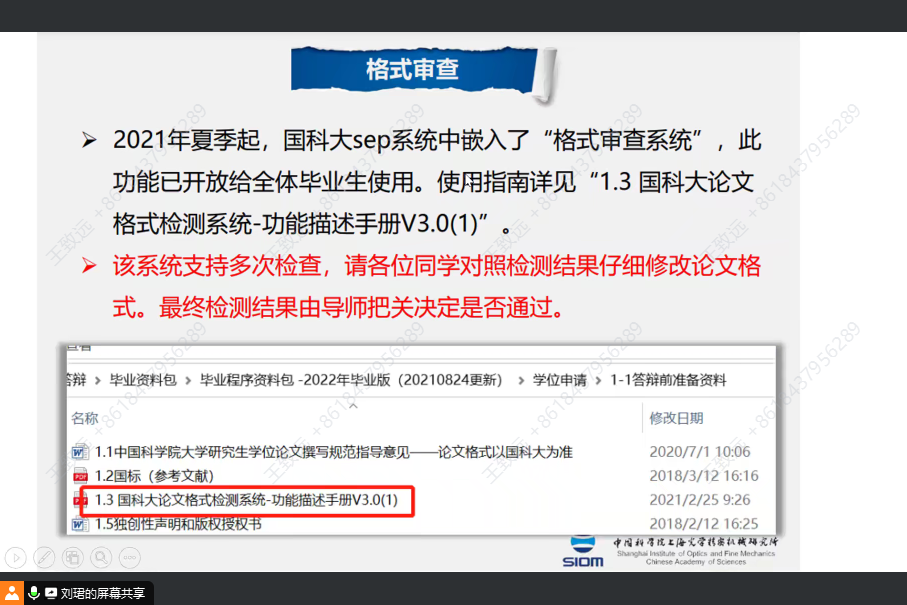 格式审查
2021年夏季起，国科大sep系统中嵌入了“格式审查系统”，此
功能已开放给全体毕业生使用。使用指南详见“1.3 国科大论文
格式检测系统-功能描述手册V3.0(1)”。
该系统支持多次检查，请各位同学对照检测结果仔细修改论文格
式。最终检测结果由导师把关决定是否通过。
查看
答辩 › 毕业资料包 › 毕业程序资料包 -2022年毕业版（20210824更新） › 学位申请 › 1-1答辩前准备资料
名称 修改日期
1.1中国科学院大学研究生学位论文撰写规范指导意见——论文格式以国科大为准 2020/7/1 10:06
1.2国标（参考文献） 2018/3/12 16:16
1.3 国科大论文格式检测系统-功能描述手册V3.0(1) 2021/2/25 9:26
1.5独创性声明和版权授权书 2018/2/12 16:25
中国科学院上海光学精密机械研究所
Shanghai Institute of Optics and Fine Mechanics
Chinese Academy of Sciences
SIOM
刘珺的屏幕共享
王致远 +8618437956289